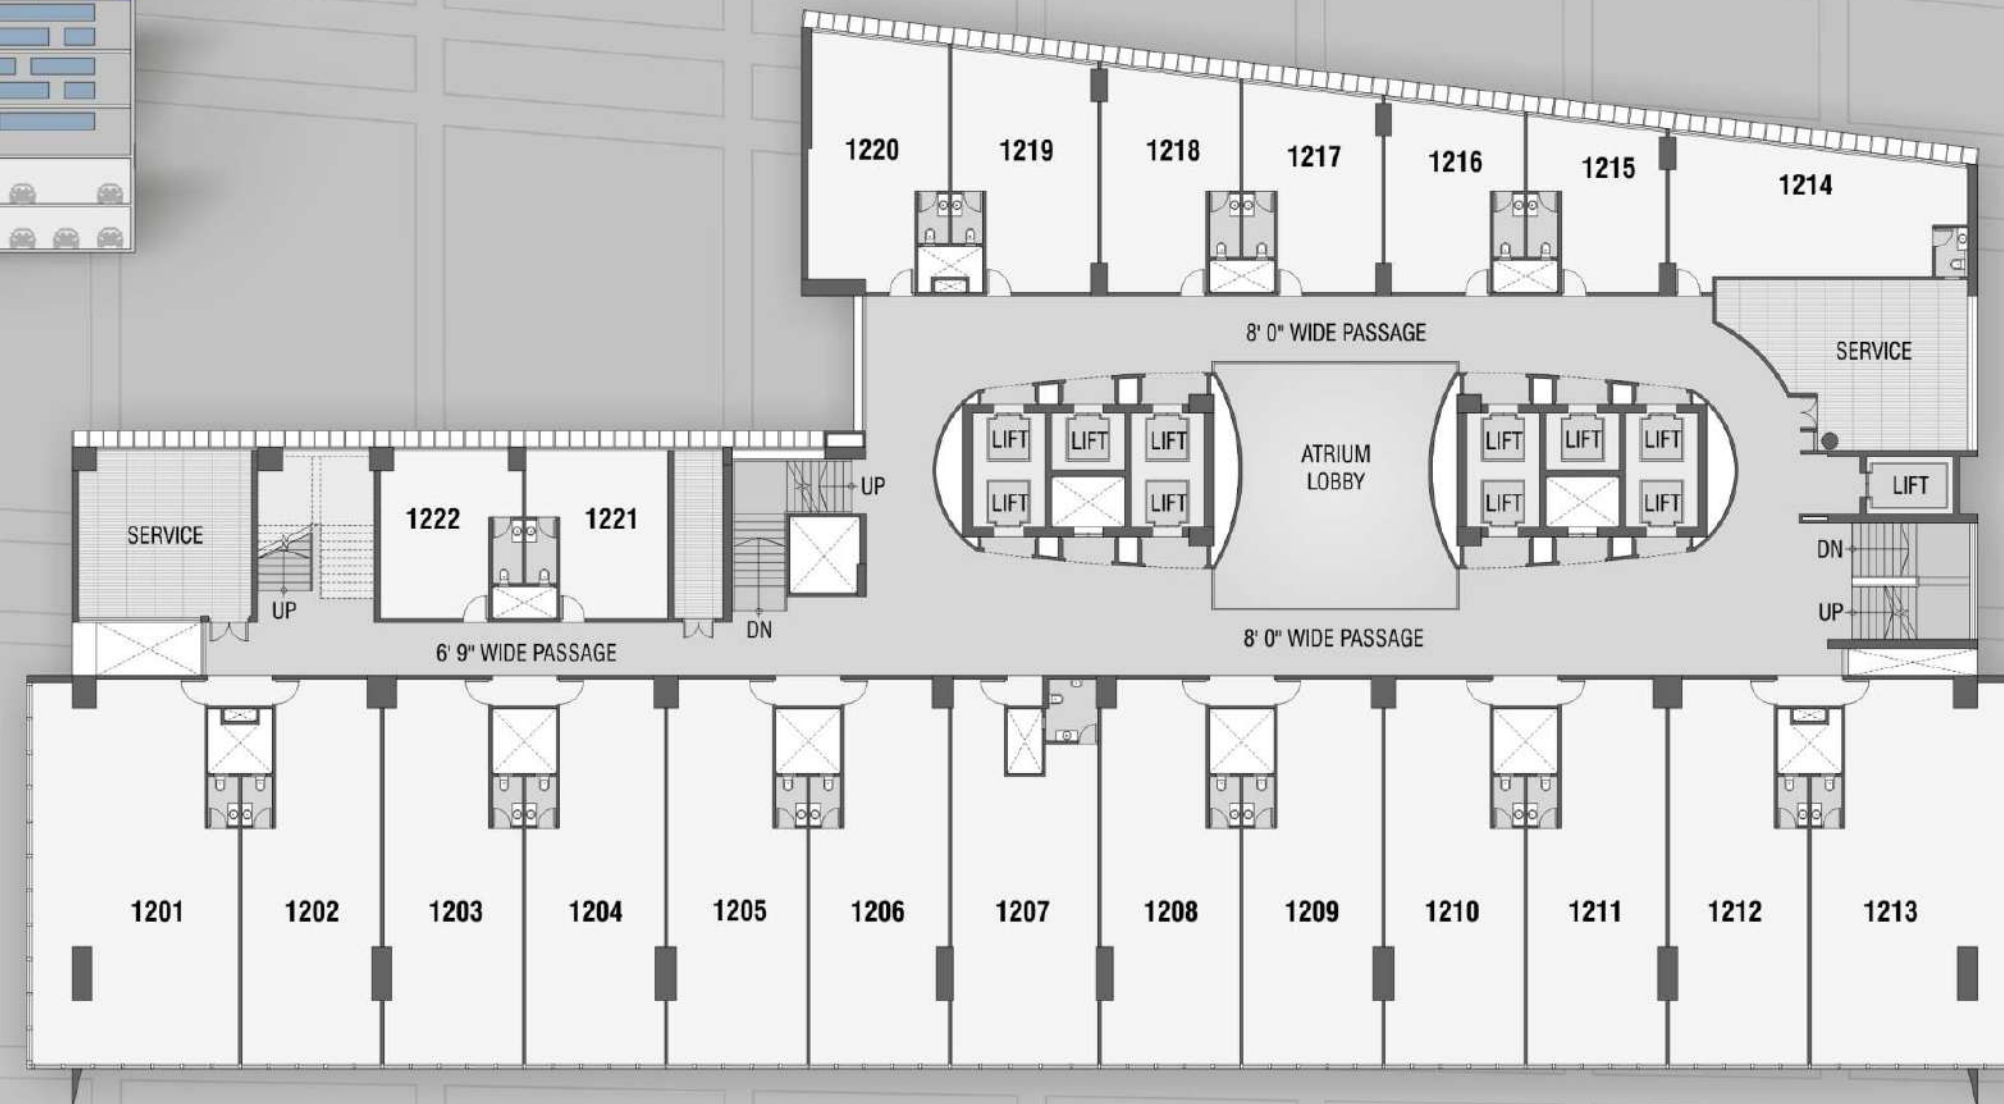 1220
1219
1218
1217
1216
1215
1214
8' 0" WIDE PASSAGE
SERVICE
LIFT
LIFT
LIFT
ATRIUM
LOBBY
LIFT
LIFT
LIFT
LIFT
LIFT
LIFT
LIFT
LIFT
UP
1222
1221
SERVICE
DN
UP
UP
DN
6' 9" WIDE PASSAGE
8' 0" WIDE PASSAGE
1201
1202
1203
1204
1205
1206
1207
1208
1209
1210
1211
1212
1213